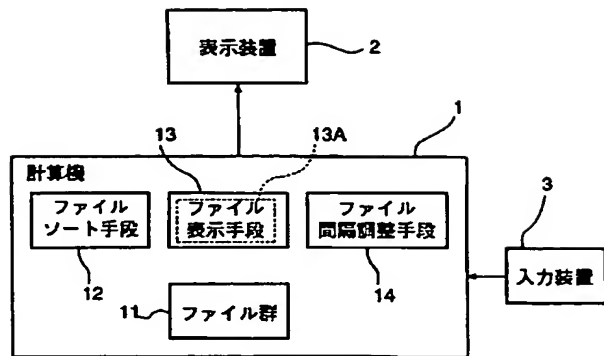 表示装置
2
13
13A
1
計算機
ファイル
ソート手段
ファイル
表示手段
ファイル
間隔調整手段
3
12
14
入力装置
11
ファイル群